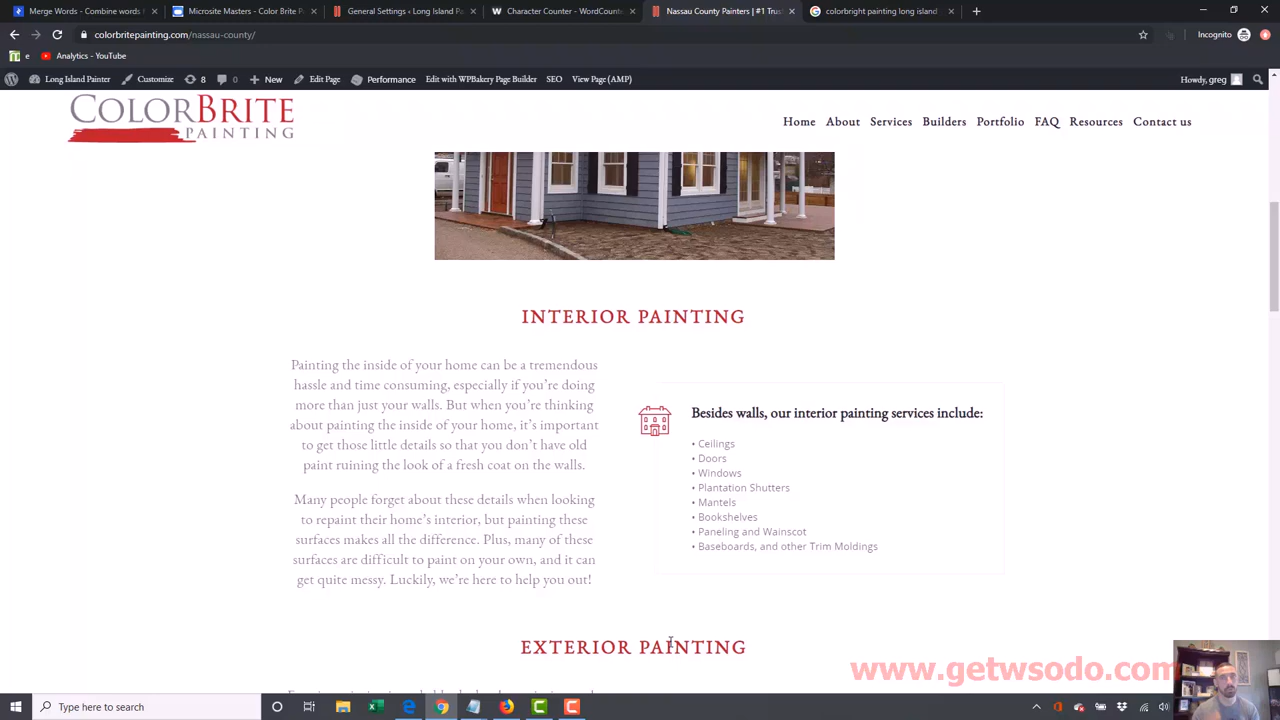 Merge Words
Microsite Masters - Color Brite P
General Settings ‹ Long Island Pa
Character Counter - WordCounte
Nassau County Painters | #1 Trus
colorbright painting long island
colorbritepainting.com/nassau-county/
Incognito
e
Analytics - YouTube
Long Island Painter
Customize
8
0
New
Edit Page
Performance
Edit with WPBakery Page Builder
SEO
View Page (AMP)
Howdy, greg
COLORBRITE
PAINTING
Home
About
Services
Builders
Portfolio
FAQ
Resources
Contact us
INTERIOR PAINTING
Painting the inside of your home can be a tremendous
hassle and time consuming, especially if you're doing
more than just your walls. But when you're thinking
about painting the inside of your home, it's important
to get those little details so that you don't have old
paint ruining the look of a fresh coat on the walls.
Many people forget about these details when looking
to repaint their home's interior, but painting these
surfaces makes all the difference. Plus, many of these
surfaces are difficult to paint on your own, and it can
get quite messy. Luckily, we're here to help you out!
Besides walls, our interior painting services include:
• Ceilings
• Doors
• Windows
• Plantation Shutters
• Mantels
• Bookshelves
• Paneling and Wainscot
• Baseboards, and other Trim Moldings
EXTERIOR PAINTING
www.getwsodo.com
Type here to search